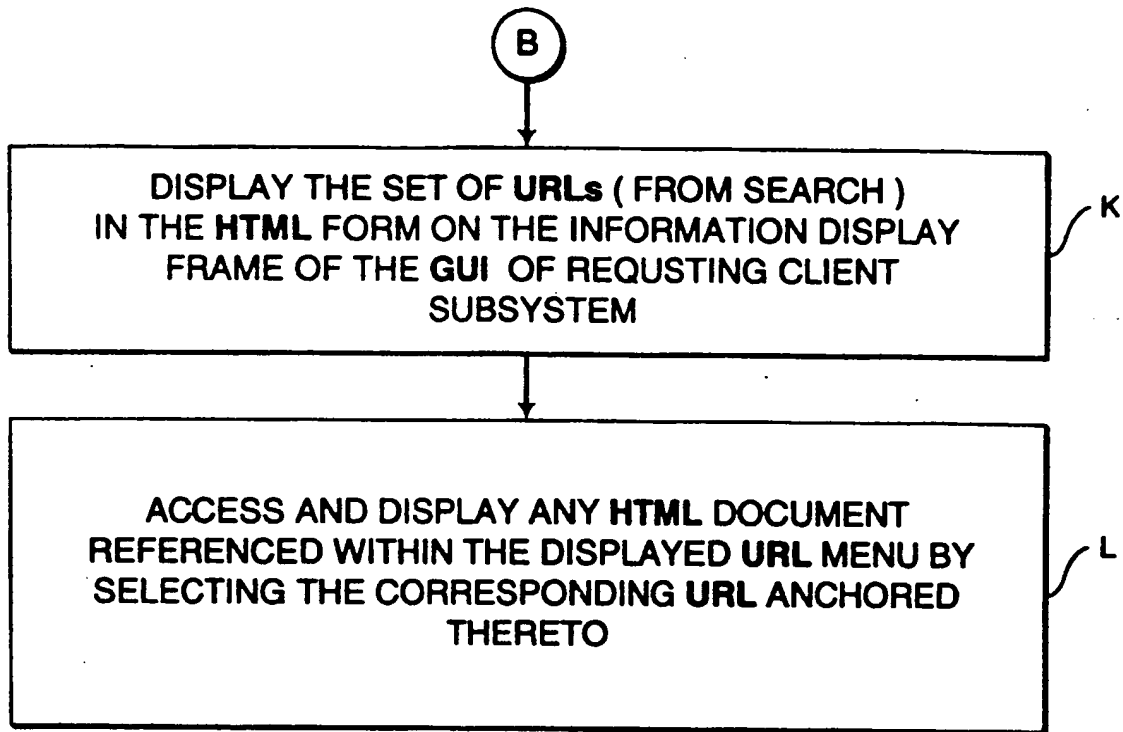 B
DISPLAY THE SET OF URLs ( FROM SEARCH )
IN THE HTML FORM ON THE INFORMATION DISPLAY
FRAME OF THE GUI OF REQUSTING CLIENT
SUBSYSTEM
K
ACCESS AND DISPLAY ANY HTML DOCUMENT
REFERENCED WITHIN THE DISPLAYED URL MENU BY
SELECTING THE CORRESPONDING URL ANCHORED
THERETO
L